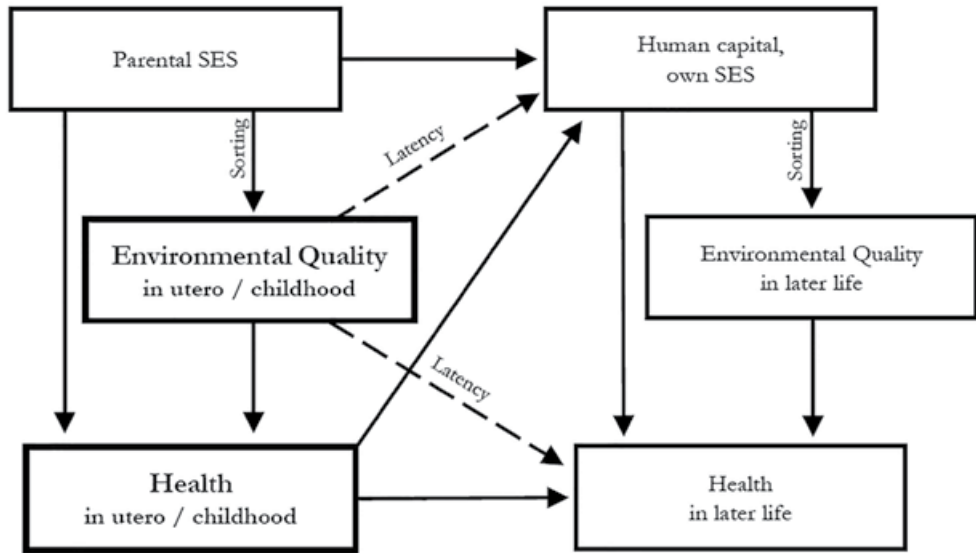 Parental SES
Human capital,
own SES
Sorting
Latency
Sorting
Environmental Quality
in utero / childhood
Environmental Quality
in later life
Latency
Health
in utero / childhood
Health
in later life